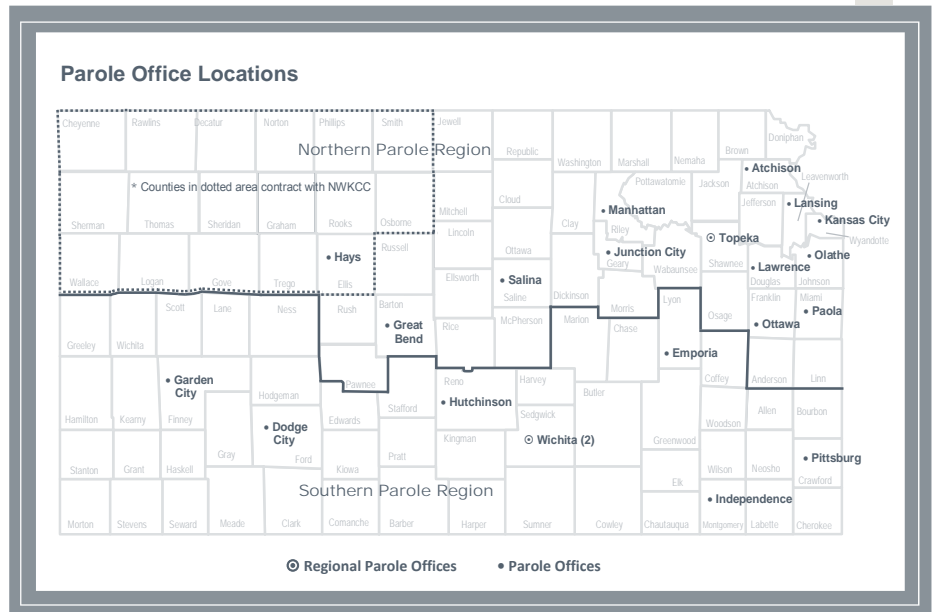 Parole Office Locations
Cheyenne
Rawlins
Decatur
Norton
Phillips
Smith
Jewell
Republic
Washington
Marshall
Nemaha
Brown
Doniphan
Northern Parole Region
* Counties in dotted area contract with NWKCC
Sherman
Thomas
Sheridan
Graham
Rooks
Osborne
Mitchell
Cloud
Clay
Pottawatomie
Jackson
• Atchison
Atchison
Leavenworth
Jefferson
• Lansing
• Kansas City
Wyandotte
• Manhattan
Riley
Lincoln
Ottawa
• Junction City
Geary
Wabaunsee
Topeka
Shawnee
• Lawrence
Douglas
• Olathe
Johnson
Wallace
Logan
Gove
Trego
• Hays
Ellis
Russell
Ellsworth
• Salina
Saline
Dickinson
Morris
Lyon
Osage
Franklin
Miami
• Paola
• Ottawa
Greeley
Wichita
Scott
Lane
Ness
Rush
Barton
• Great
Bend
Rice
McPherson
Marion
Chase
• Emporia
Coffey
Anderson
Linn
Hamilton
Kearny
• Garden
City
Finney
Hodgeman
Pawnee
Stafford
Edwards
Reno
• Hutchinson
Harvey
Sedgwick
Butler
Woodson
Allen
Bourbon
Stanton
Grant
Haskell
Gray
• Dodge
City
Ford
Kiowa
Pratt
Kingman
Wichita (2)
Greenwood
Elk
Wilson
Neosho
• Pittsburg
Crawford
Southern Parole Region
• Independence
Morton
Stevens
Seward
Meade
Clark
Comanche
Barber
Harper
Sumner
Cowley
Chautauqua
Montgomery
Labette
Cherokee
Regional Parole Offices
• Parole Offices